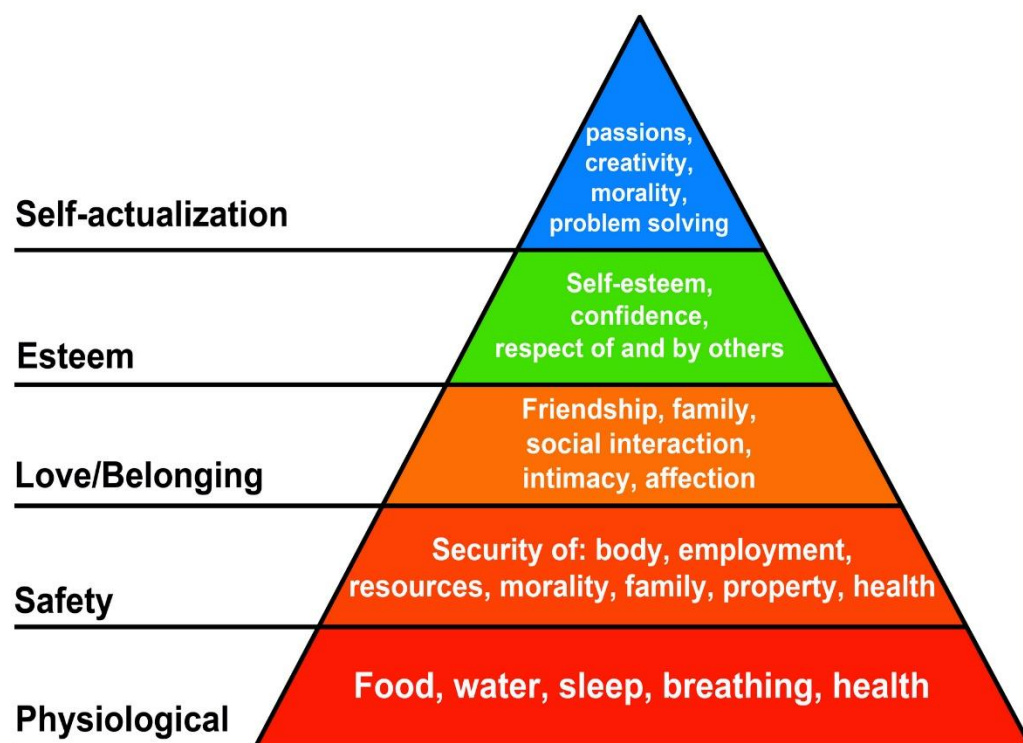 passions,
creativity,
morality,
problem solving
Self-actualization
Self-esteem,
confidence,
respect of and by others
Esteem
Friendship, family,
social interaction,
intimacy, affection
Love/Belonging
Security of: body, employment,
resources, morality, family, property, health
Safety
Food, water, sleep, breathing, health
Physiological